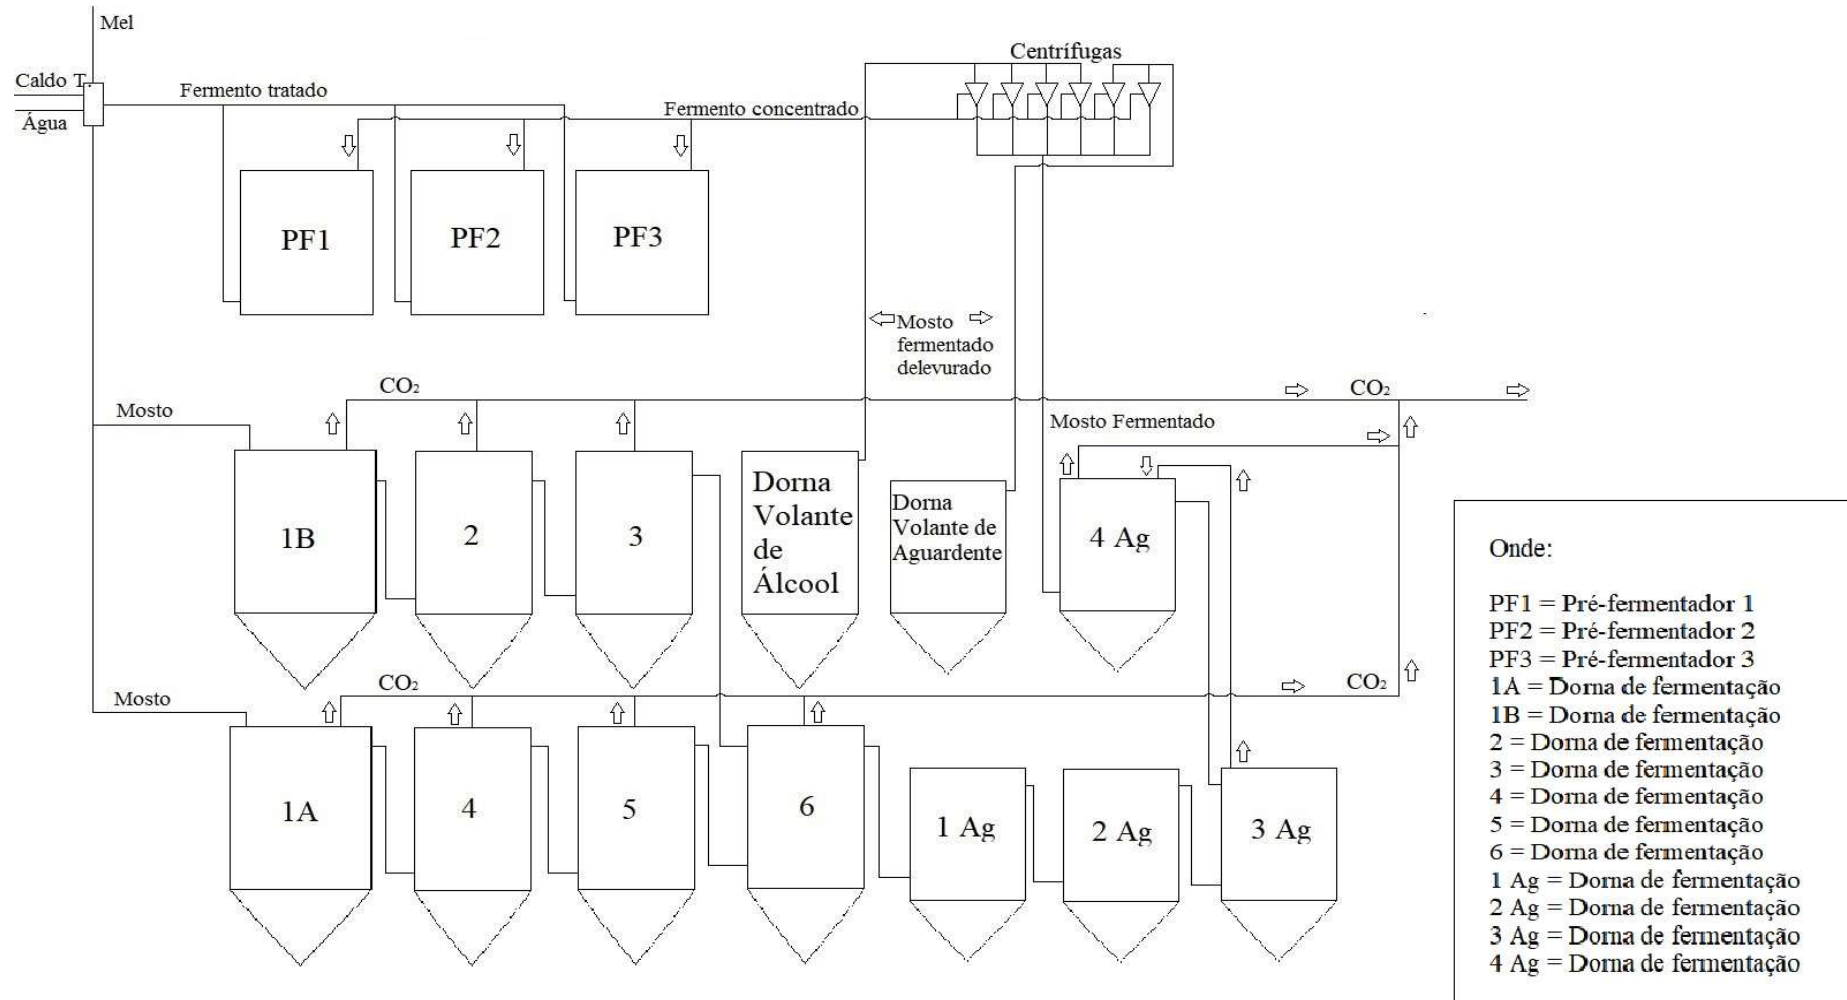 Mel
Centrífugas
Caldo T.
Fermento tratado
Fermento concentrado
Água
PF1
PF2
PF3
Mosto
fermentado
delevurado
CO₂
CO₂
Mosto
Mosto Fermentado
Dorna
Volante
de
Álcool
Dorna
Volante de
Aguardente
1B
2
3
4 Ag
CO₂
CO₂
Mosto
1A
4
5
6
1 Ag
2 Ag
3 Ag
Onde:
PF1 = Pré-fermentador 1
PF2 = Pré-fermentador 2
PF3 = Pré-fermentador 3
1A = Dorna de fermentação
1B = Dorna de fermentação
2 = Dorna de fermentação
3 = Dorna de fermentação
4 = Dorna de fermentação
5 = Dorna de fermentação
6 = Dorna de fermentação
1 Ag = Dorna de fermentação
2 Ag = Dorna de fermentação
3 Ag = Dorna de fermentação
4 Ag = Dorna de fermentação